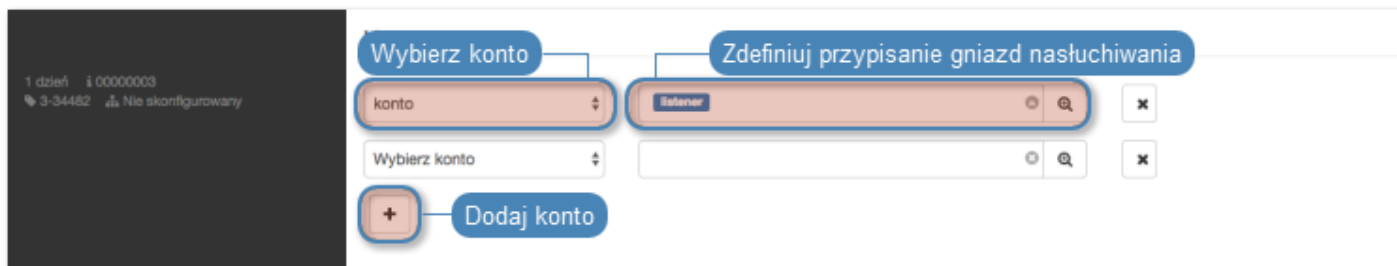 Wybierz konto
Zdefiniuj przypisanie gniazd nasłuchiwania
1 dzień 00000003
3-34482 Nie skonfigurowany
konto
listener
Wybierz konto
+
Dodaj konto